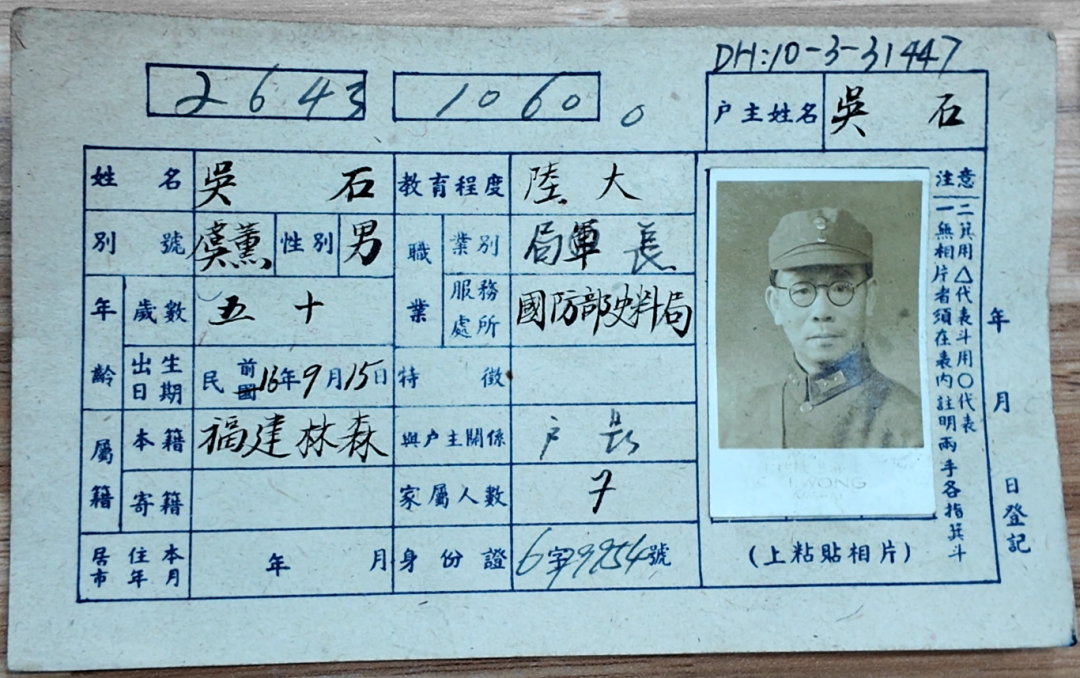 DH:10-3-31447
2643 1060 0
户主姓名 吳石
姓名 吳石 教育程度 陸大
別號 虞薰 性別 男 職業 業別 軍 局長
年齡 歲數 五十 服務處所 國防部史料局
出生日期 民國前16年9月15日 特徵
屬籍 本籍 福建林森 與户主關係 户長
寄籍 家屬人數 7
居住本市年月 年 月 身份證 6字9954號
注意
一無相片者須在表內註明兩手各指箕斗
二箕用△代表斗用○代表
(上粘貼相片)
WONG
年 月 日登記